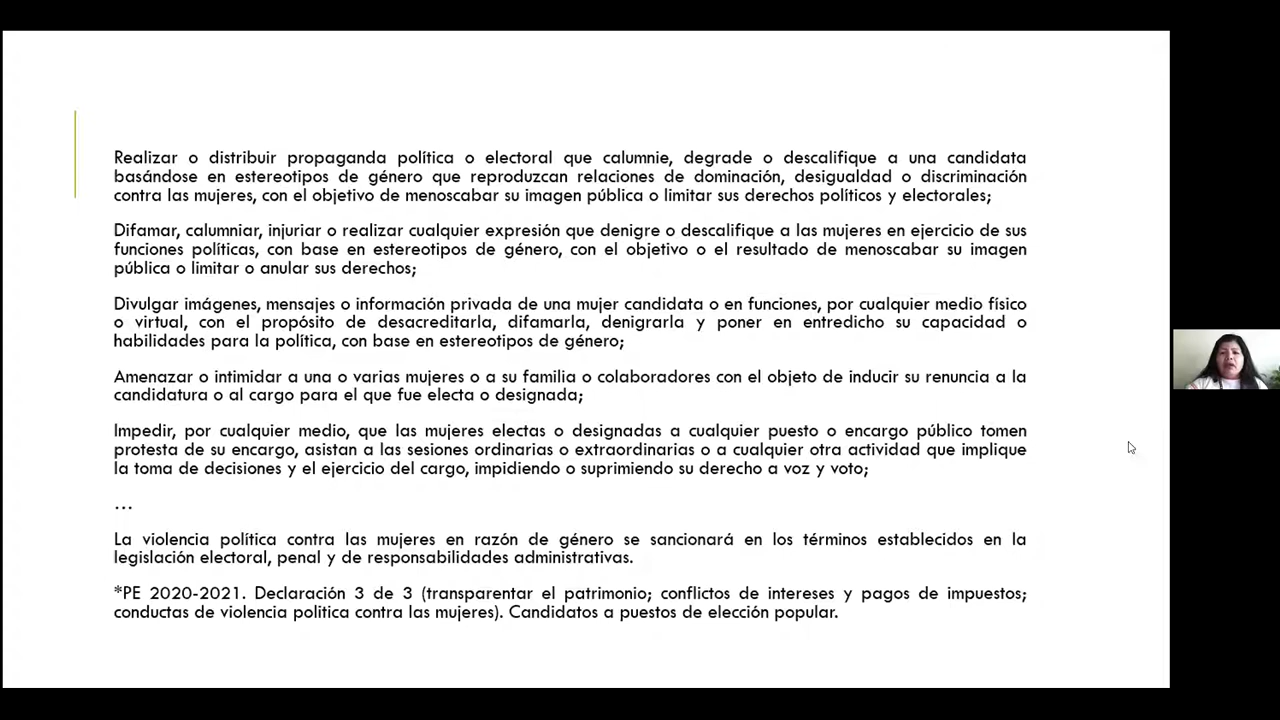 Realizar o distribuir propaganda política o electoral que calumnie, degrade o descalifique a una candidata
basándose en estereotipos de género que reproduzcan relaciones de dominación, desigualdad o discriminación
contra las mujeres, con el objetivo de menoscabar su imagen pública o limitar sus derechos políticos y electorales;
Difamar, calumniar, injuriar o realizar cualquier expresión que denigre o descalifique a las mujeres en ejercicio de sus
funciones políticas, con base en estereotipos de género, con el objetivo o el resultado de menoscabar su imagen
pública o limitar o anular sus derechos;
Divulgar imágenes, mensajes o información privada de una mujer candidata o en funciones, por cualquier medio físico
o virtual, con el propósito de desacreditarla, difamarla, denigrarla y poner en entredicho su capacidad o
habilidades para la política, con base en estereotipos de género;
Amenazar o intimidar a una o varias mujeres o a su familia o colaboradores con el objeto de inducir su renuncia a la
candidatura o al cargo para el que fue electa o designada;
Impedir, por cualquier medio, que las mujeres electas o designadas a cualquier puesto o encargo público tomen
protesta de su encargo, asistan a las sesiones ordinarias o extraordinarias o a cualquier otra actividad que implique
la toma de decisiones y el ejercicio del cargo, impidiendo o suprimiendo su derecho a voz y voto;
…
La violencia política contra las mujeres en razón de género se sancionará en los términos establecidos en la
legislación electoral, penal y de responsabilidades administrativas.
*PE 2020-2021. Declaración 3 de 3 (transparentar el patrimonio; conflictos de intereses y pagos de impuestos;
conductas de violencia politica contra las mujeres). Candidatos a puestos de elección popular.